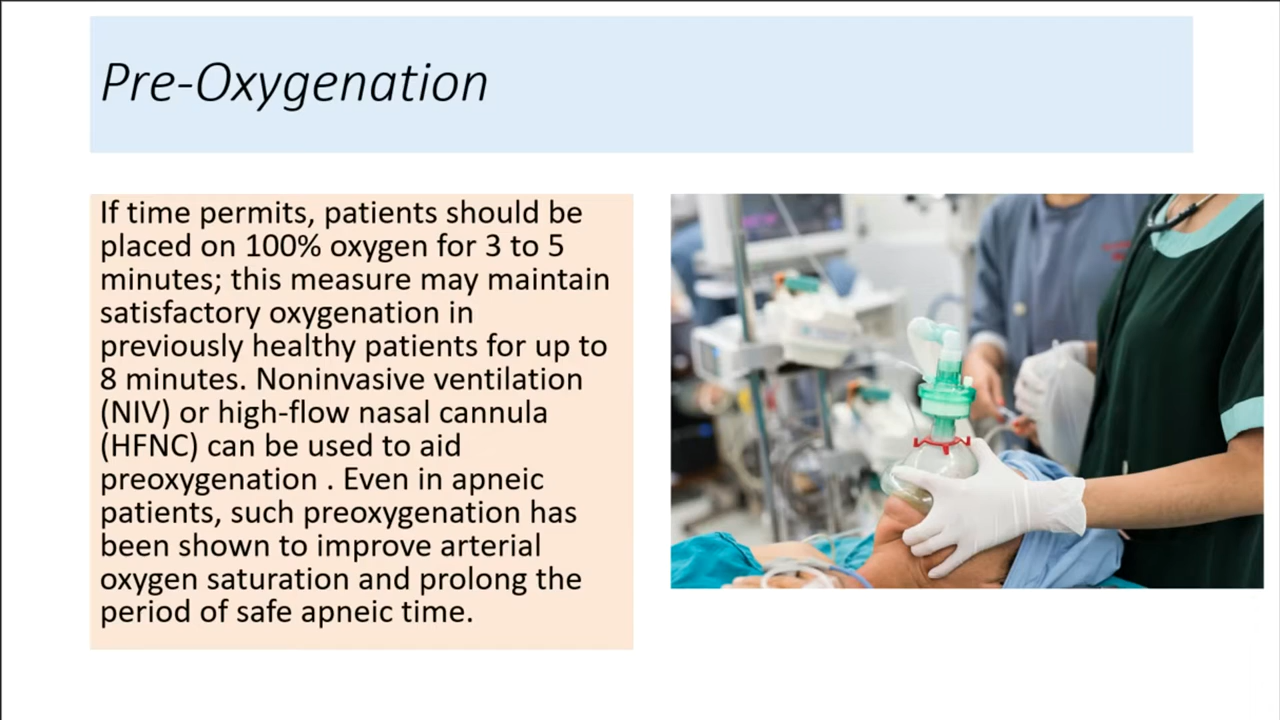 Pre-Oxygenation
If time permits, patients should be
placed on 100% oxygen for 3 to 5
minutes; this measure may maintain
satisfactory oxygenation in
previously healthy patients for up to
8 minutes. Noninvasive ventilation
(NIV) or high-flow nasal cannula
(HFNC) can be used to aid
preoxygenation . Even in apneic
patients, such preoxygenation has
been shown to improve arterial
oxygen saturation and prolong the
period of safe apneic time.